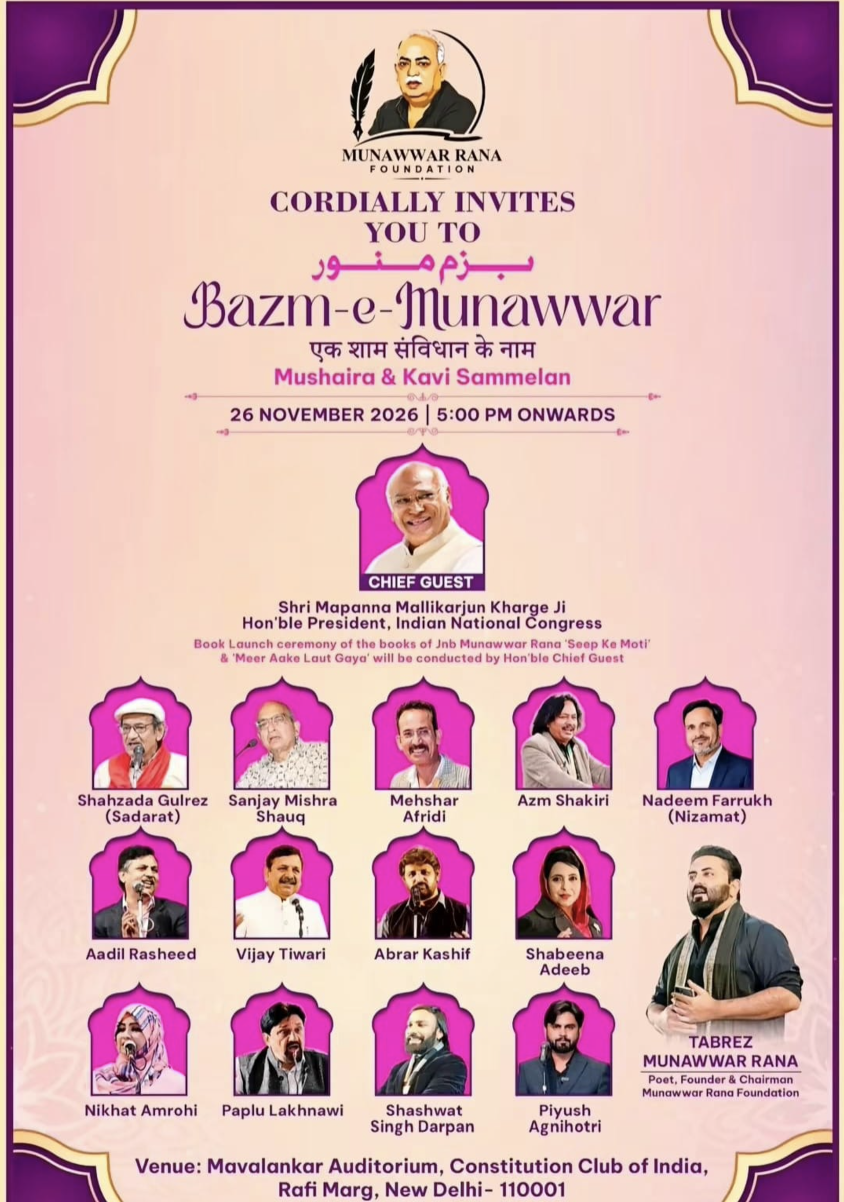 MUNAWWAR RANA
FOUNDATION
CORDIALLY INVITES
YOU TO
بزم منور
Bazm-e-Munawwar
एक शाम संविधान के नाम
Mushaira & Kavi Sammelan
26 NOVEMBER 2026 | 5:00 PM ONWARDS
CHIEF GUEST
Shri Mapanna Mallikarjun Kharge Ji
Hon'ble President, Indian National Congress
Book Launch ceremony of the books of Jnb Munawwar Rana 'Seep Ke Moti'
& 'Meer Aake Laut Gaya' will be conducted by Hon'ble Chief Guest
Shahzada Gulrez
(Sadarat)
Sanjay Mishra
Shauq
Mehshar
Afridi
Azm Shakiri
Nadeem Farrukh
(Nizamat)
Aadil Rasheed
Vijay Tiwari
Abrar Kashif
Shabeena
Adeeb
TABREZ
MUNAWWAR RANA
Poet, Founder & Chairman
Munawwar Rana Foundation
Nikhat Amrohi
Paplu Lakhnawi
Shashwat
Singh Darpan
Piyush
Agnihotri
Venue: Mavalankar Auditorium, Constitution Club of India,
Rafi Marg, New Delhi- 110001